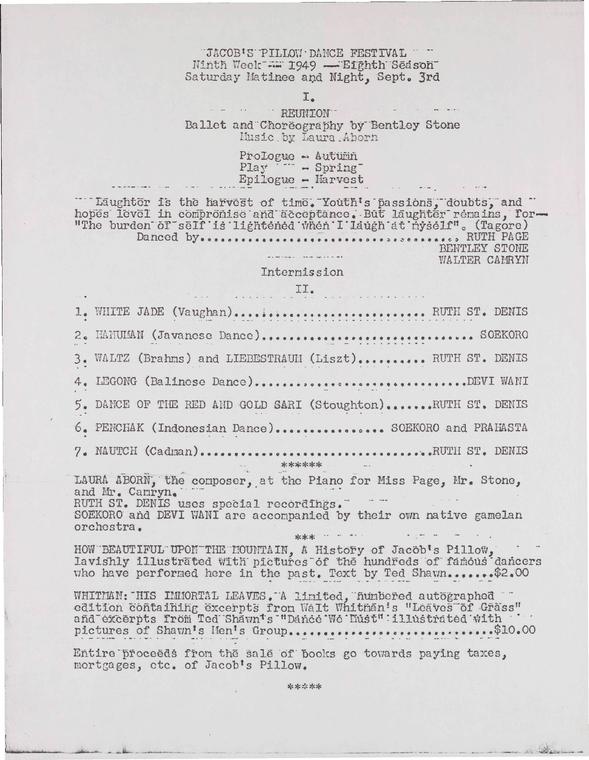 JACOB'S PILLOW DANCE FESTIVAL
Ninth Week -- 1949 -- Eighth Season
Saturday Matinee and Night, Sept. 3rd
I.
REUNION
Ballet and Choreography by Bentley Stone
Music by Laura Aborn
Prologue - Autumn
Play - Spring
Epilogue - Harvest
Laughter is the harvest of time. Youth's passions, doubts, and
hopes level in compromise and acceptance. But laughter remains, for--
"The burden of self is lightened when I laugh at myself". (Tagore)
Danced by..................................... RUTH PAGE
BENTLEY STONE
WALTER CAMRYN
Intermission
II.
1. WHITE JADE (Vaughan)............................ RUTH ST. DENIS
2. HANUMAN (Javanese Dance)............................... SOEKORO
3. WALTZ (Brahms) and LIEBESTRAUM (Liszt).......... RUTH ST. DENIS
4. LEGONG (Balinese Dance)...............................DEVI WANI
5. DANCE OF THE RED AND GOLD SARI (Stoughton).......RUTH ST. DENIS
6. PENCHAK (Indonesian Dance)................ SOEKORO and PRAHASTA
7. NAUTCH (Cadman)..................................RUTH ST. DENIS
******
LAURA ABORN, the composer, at the Piano for Miss Page, Mr. Stone,
and Mr. Camryn.
RUTH ST. DENIS uses special recordings.
SOEKORO and DEVI WANI are accompanied by their own native gamelan
orchestra.
***
HOW BEAUTIFUL UPON THE MOUNTAIN, A History of Jacob's Pillow,
lavishly illustrated with pictures of the hundreds of famous dancers
who have performed here in the past. Text by Ted Shawn.......$2.00
WHITMAN: HIS IMMORTAL LEAVES. A limited, numbered autographed
edition containing excerpts from Walt Whitman's "Leaves of Grass"
and excerpts from Ted Shawn's "Dance We Must" illustrated with
pictures of Shawn's Men's Group..............................$10.00
Entire proceeds from the sale of books go towards paying taxes,
mortgages, etc. of Jacob's Pillow.
*****